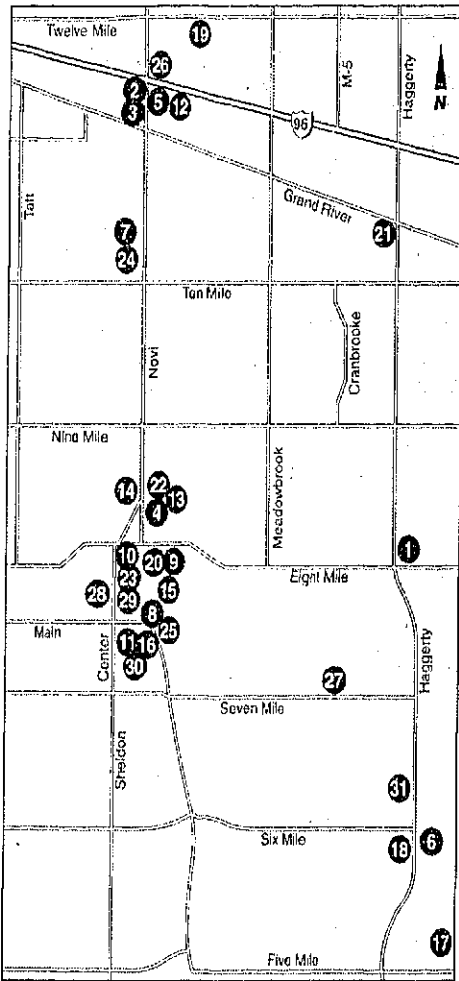 Twelve Mile
19
M-5
Haggerty
N
26
2
5
12
3
96
Taft
Grand River
7
21
24
Ten Mile
Novi
Cranbrooke
Nine Mile
Meadowbrook
14
22
13
4
1
10
20
9
Eight Mile
23
28
29
15
8
Main
25
11
16
Center
30
Haggerty
27
Seven Mile
Sheldon
31
Six Mile
18
6
17
Five Mile